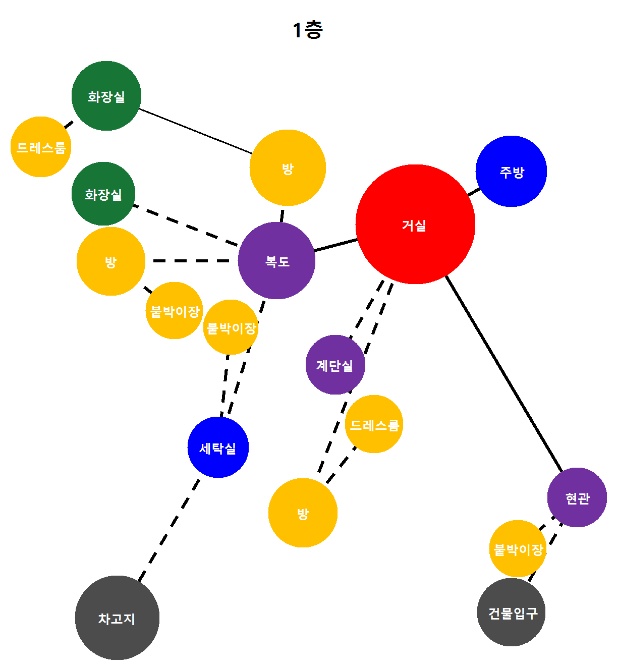 1층
화장실
드레스룸
방
주방
화장실
거실
복도
방
붙박이장
붙박이장
계단실
드레스룸
세탁실
방
현관
붙박이장
차고지
건물입구